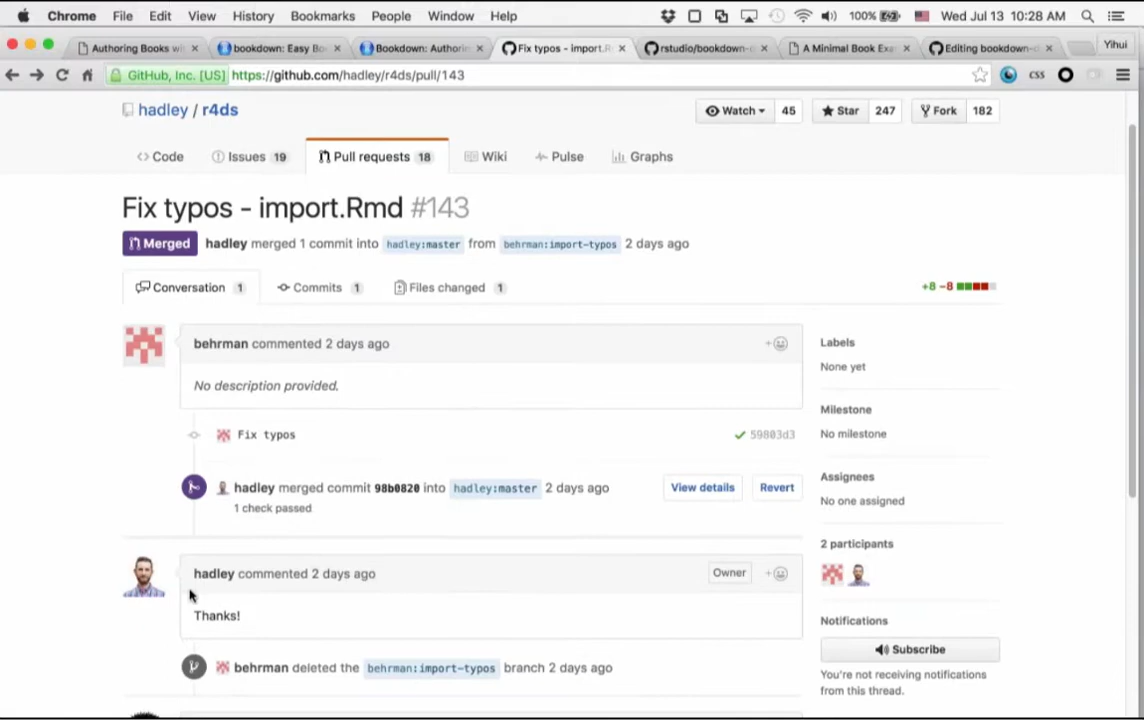 Chrome File Edit View History Bookmarks People Window Help 100% Wed Jul 13 10:28 AM
Authoring Books wi × bookdown: Easy Bo × Bookdown: Authorin × Fix typos - import.R × rstudio/bookdown- × A Minimal Book Exa × Editing bookdown-d × Yihui
GitHub, Inc. [US] https://github.com/hadley/r4ds/pull/143 CSS
hadley / r4ds Watch 45 Star 247 Fork 182
Code Issues 19 Pull requests 18 Wiki Pulse Graphs
Fix typos - import.Rmd #143
Merged hadley merged 1 commit into hadley:master from behrman:import-typos 2 days ago
Conversation 1 Commits 1 Files changed 1 +8 −8
behrman commented 2 days ago
No description provided.
Fix typos 59803d3
hadley merged commit 98b0820 into hadley:master 2 days ago View details Revert
1 check passed
hadley commented 2 days ago Owner
Thanks!
behrman deleted the behrman:import-typos branch 2 days ago
Labels
None yet
Milestone
No milestone
Assignees
No one assigned
2 participants
Notifications
Subscribe
You're not receiving notifications
from this thread.